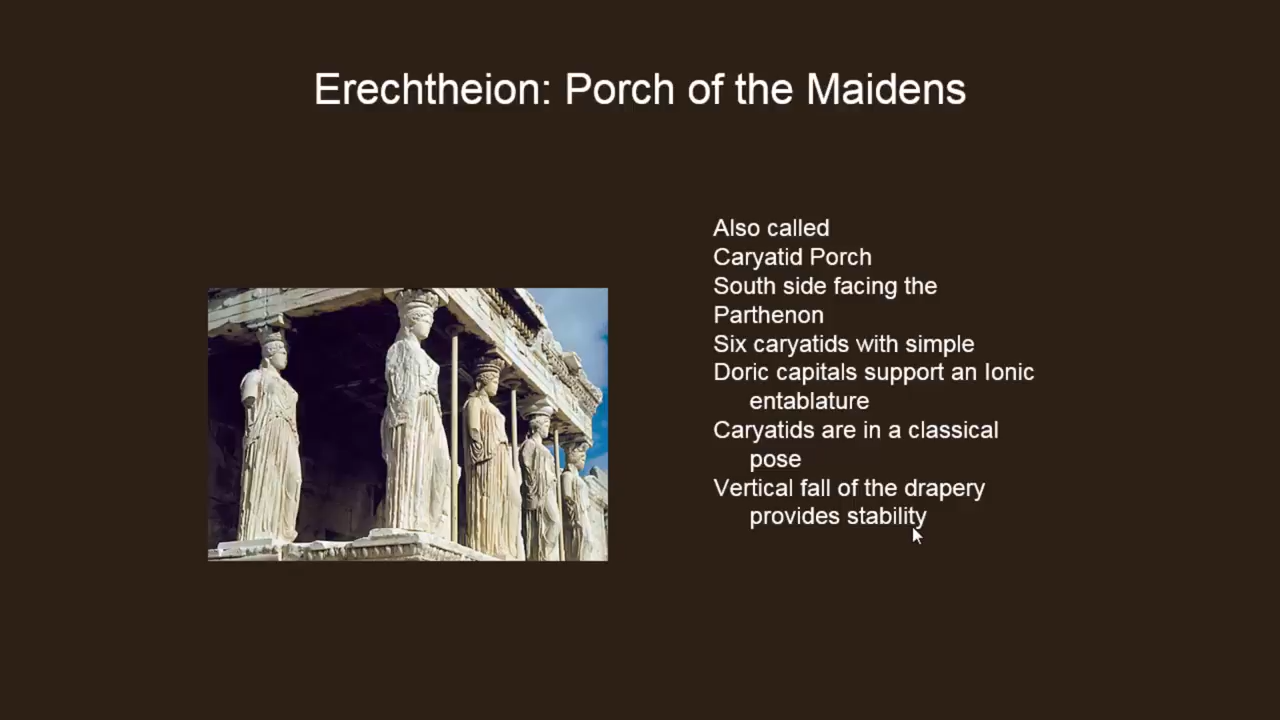 Erechtheion: Porch of the Maidens
Also called
Caryatid Porch
South side facing the
Parthenon
Six caryatids with simple
Doric capitals support an Ionic
entablature
Caryatids are in a classical
pose
Vertical fall of the drapery
provides stability